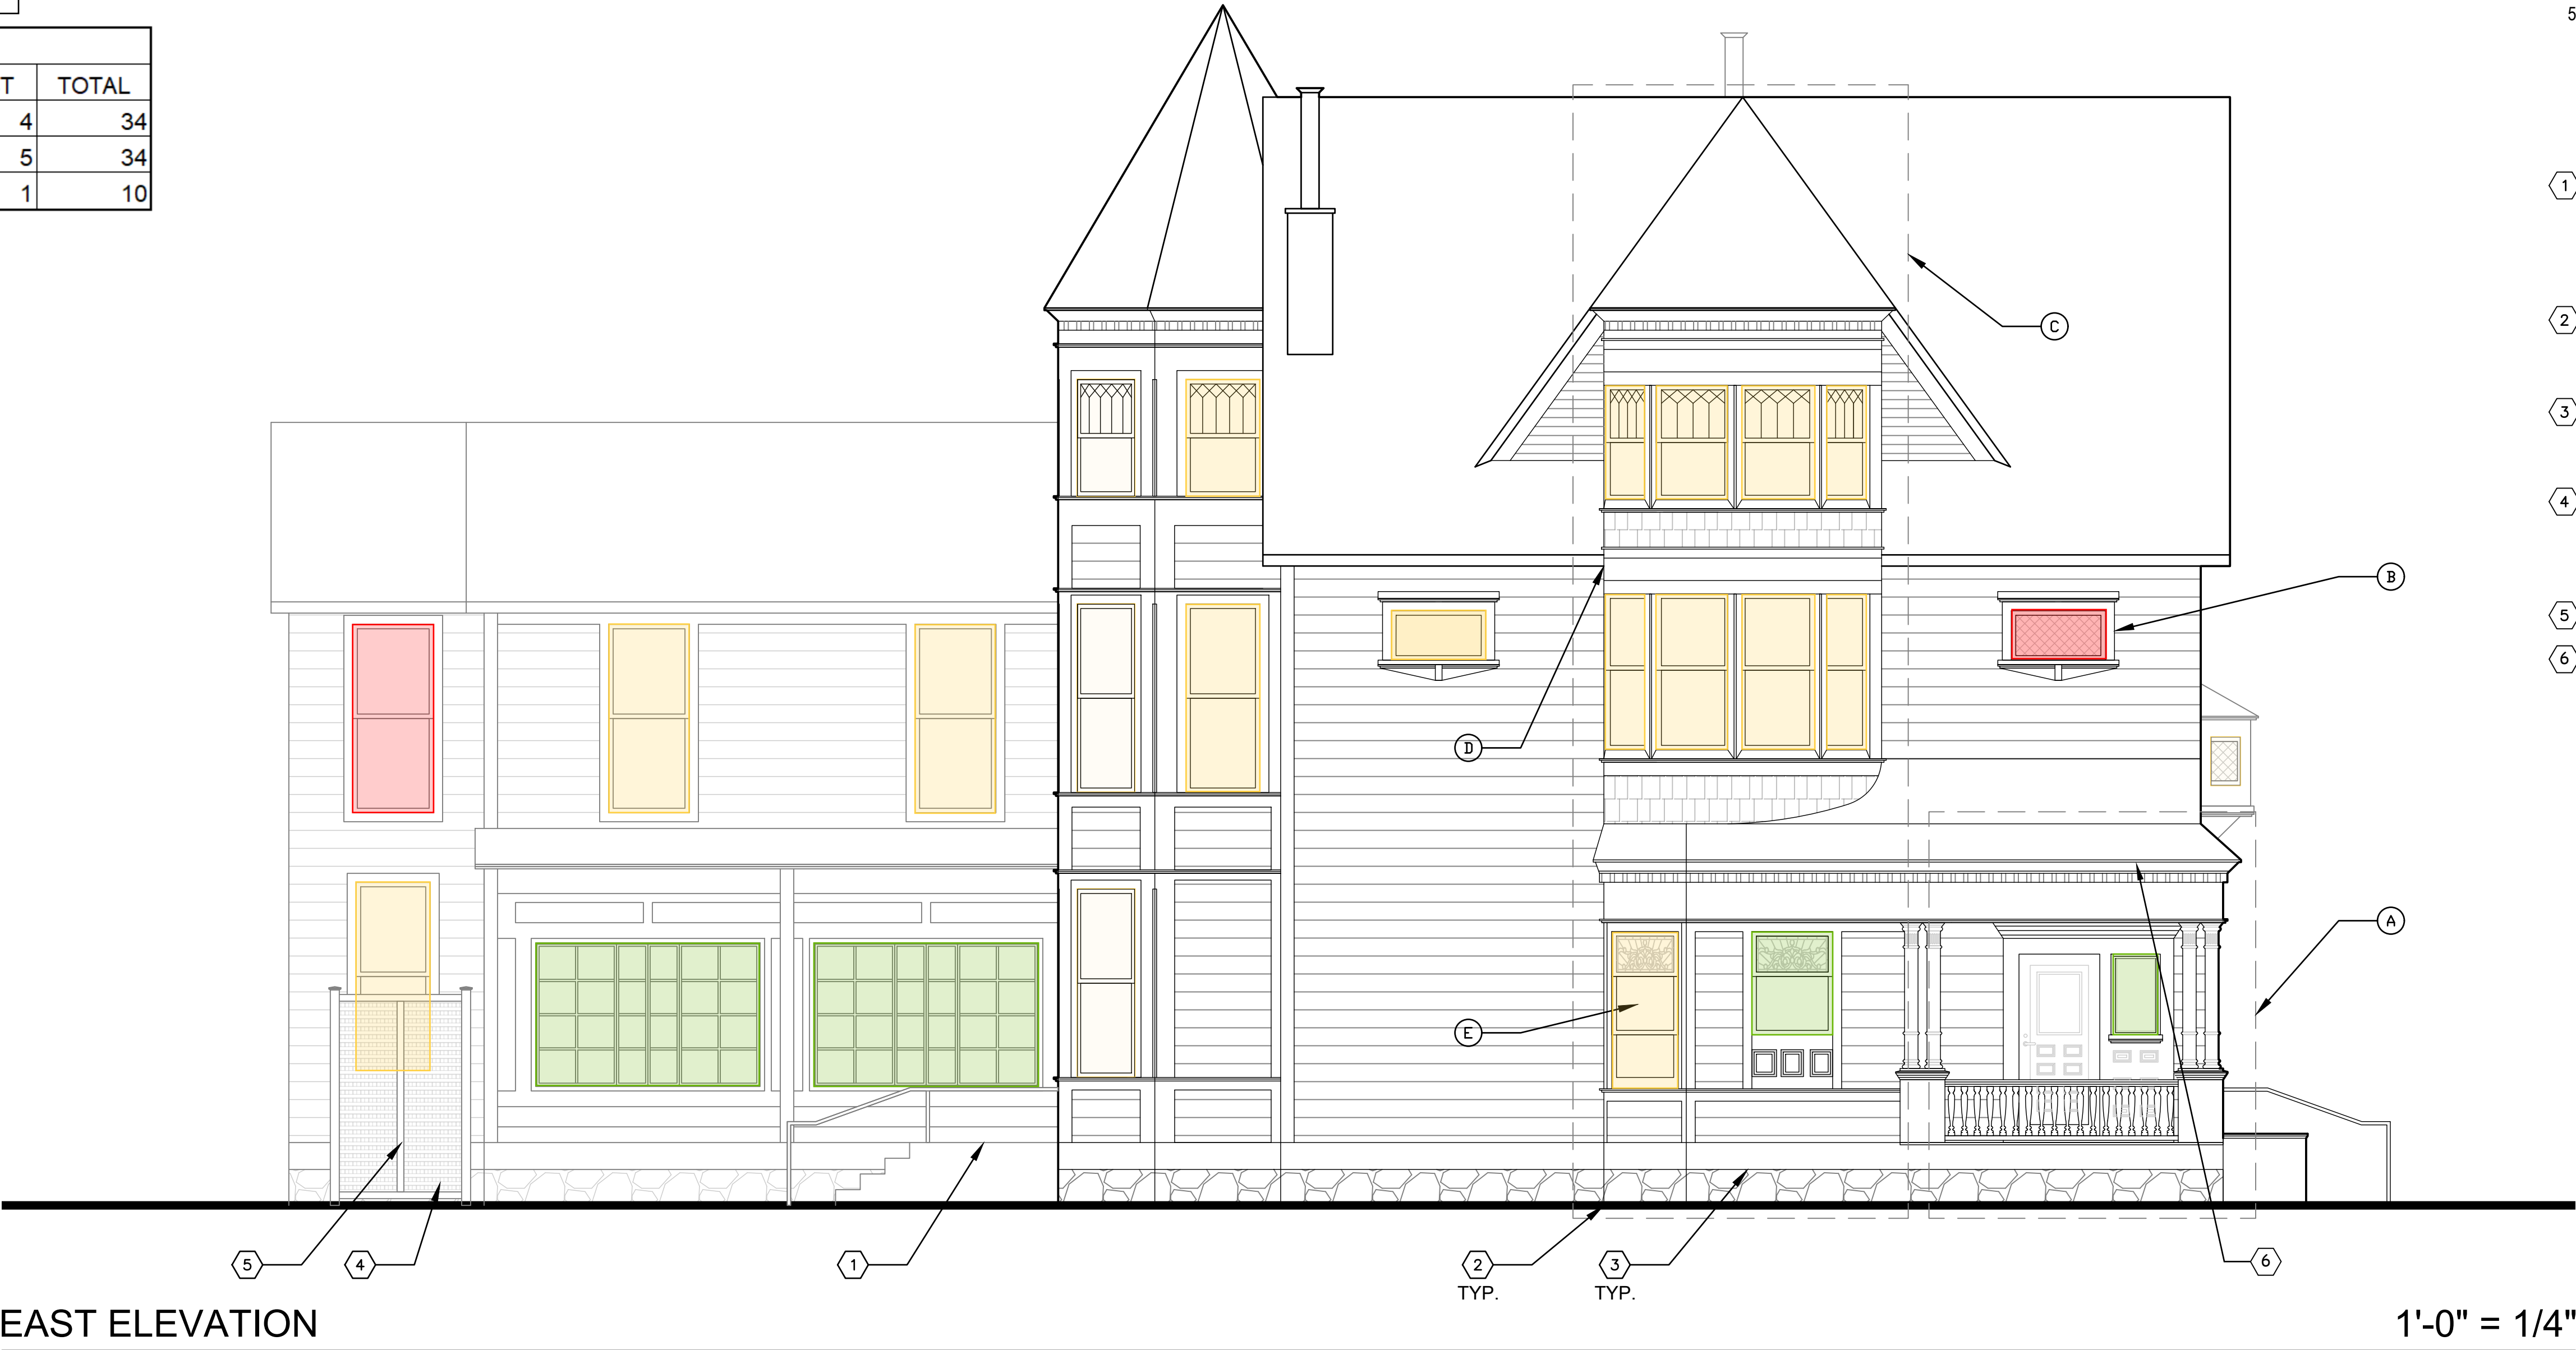 5
T TOTAL
4 34
5 34
1 10
1
2
C
3
4
B
5
6
D
A
E
5 4 1 2 3 6
TYP. TYP.
EAST ELEVATION 1'-0" = 1/4"